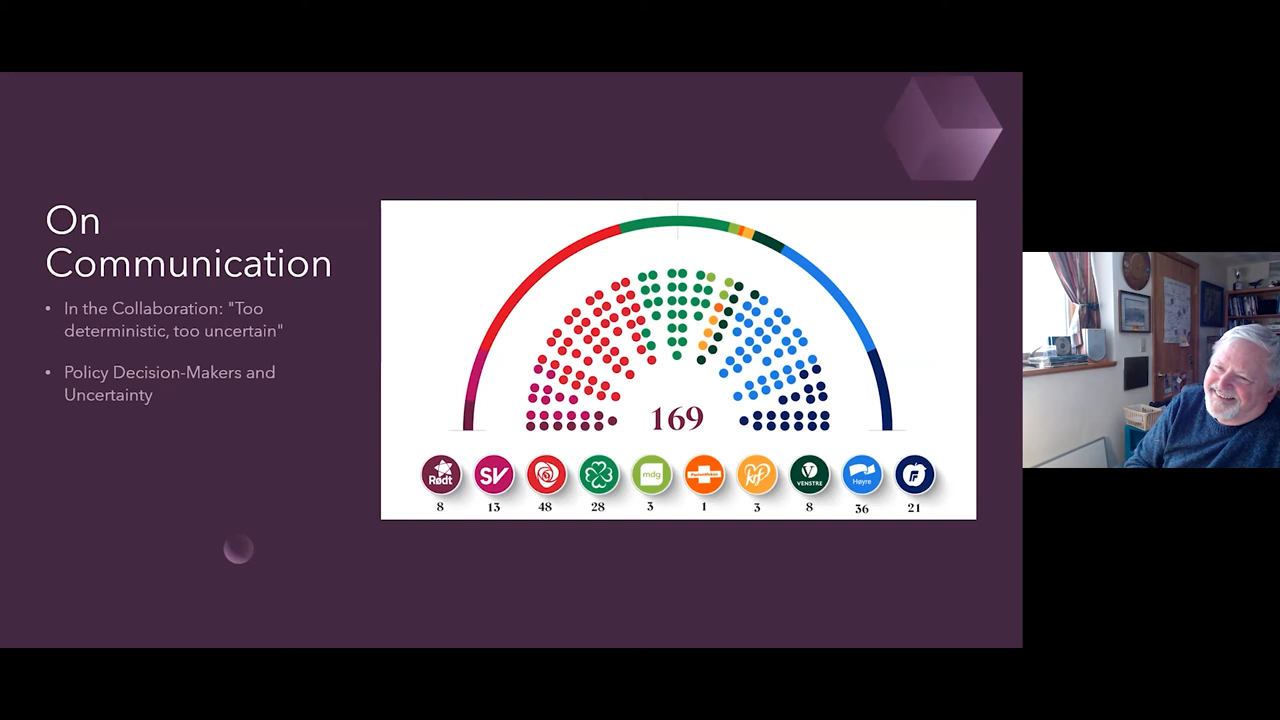 On
Communication
• In the Collaboration: "Too
deterministic, too uncertain"
• Policy Decision-Makers and
Uncertainty
169
Rødt
SV
mdg
Pasientfokus
krf
V
VENSTRE
Høyre
F
8
13
48
28
3
1
3
8
36
21